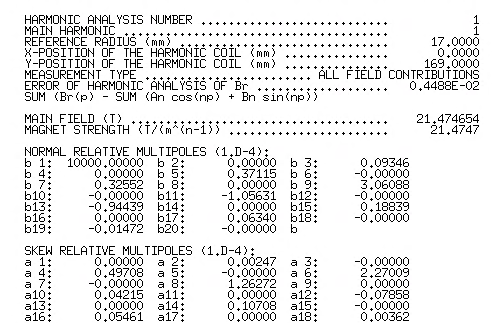 HARMONIC ANALYSIS NUMBER ................................ 1
MAIN HARMONIC ........................................... 1
REFERENCE RADIUS (mm) ................................... 17.0000
X-POSITION OF THE HARMONIC COIL (mm) .................... 0.0000
Y-POSITION OF THE HARMONIC COIL (mm) .................... 169.0000
MEASUREMENT TYPE ........................ ALL FIELD CONTRIBUTIONS
ERROR OF HARMONIC ANALYSIS OF Br ........................ 0.4488E-02
SUM (Br(p) - SUM (An cos(np) + Bn sin(np))
MAIN FIELD (T) .......................................... 21.474654
MAGNET STRENGTH (T/(m^(n-1)) ............................ 21.4747
NORMAL RELATIVE MULTIPOLES (1.D-4):
b 1: 10000.00000 b 2: 0.00000 b 3: 0.09346
b 4: 0.00000 b 5: 0.37115 b 6: -0.00000
b 7: 0.32552 b 8: 0.00000 b 9: 3.06088
b10: -0.00000 b11: -1.05631 b12: -0.00000
b13: -0.94439 b14: 0.00000 b15: 0.18839
b16: 0.00000 b17: 0.06340 b18: -0.00000
b19: -0.01472 b20: -0.00000 b
SKEW RELATIVE MULTIPOLES (1.D-4):
a 1: 0.00000 a 2: 0.00247 a 3: -0.00000
a 4: 0.49708 a 5: -0.00000 a 6: 2.27009
a 7: -0.00000 a 8: 1.26272 a 9: -0.00000
a10: 0.04215 a11: 0.00000 a12: -0.07858
a13: 0.00000 a14: 0.10708 a15: -0.00000
a16: 0.05461 a17: 0.00000 a18: 0.00362